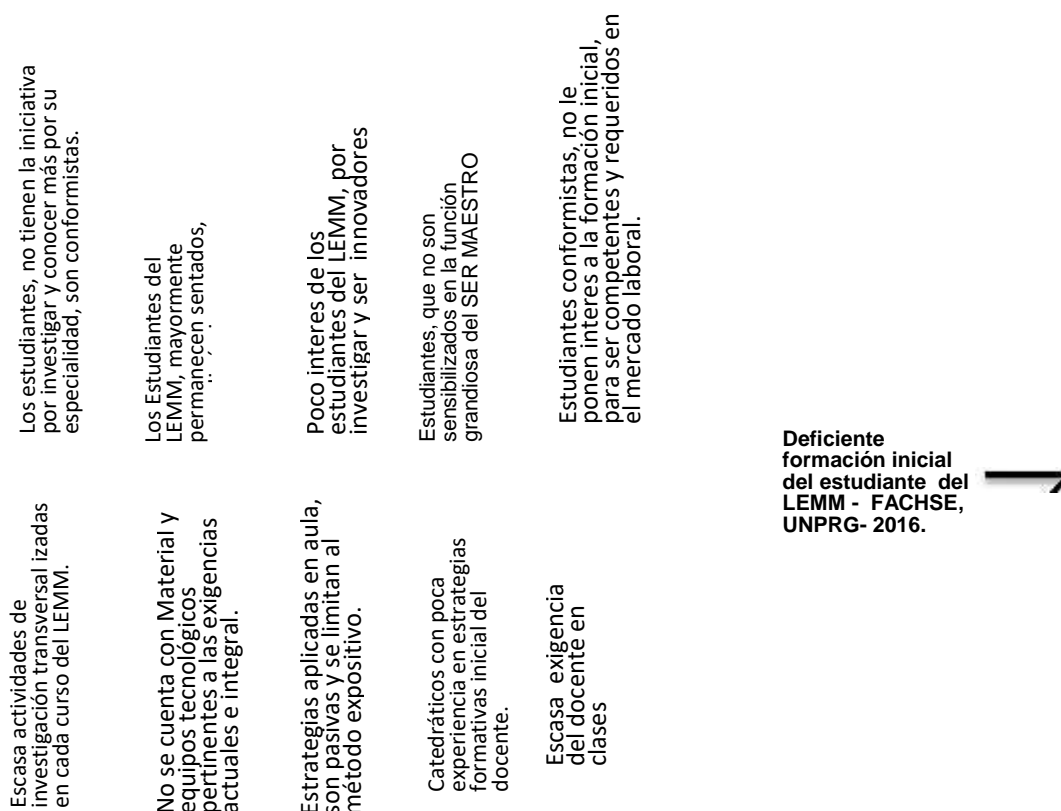 Los estudiantes, no tienen la iniciativa
por investigar y conocer más por su
especialidad, son conformistas.
Los Estudiantes del
LEMM, mayormente
permanecen sentados,
Poco interes de los
estudiantes del LEMM, por
investigar y ser innovadores
Estudiantes, que no son
sensibilizados en la función
grandiosa del SER MAESTRO
Estudiantes conformistas, no le
ponen interes a la formación inicial,
para ser competentes y requeridos en
el mercado laboral.
Deficiente
formación inicial
del estudiante del
LEMM - FACHSE,
UNPRG- 2016.
Escasa actividades de
investigación transversal izadas
en cada curso del LEMM.
No se cuenta con Material y
equipos tecnológicos
pertinentes a las exigencias
actuales e integral.
Estrategias aplicadas en aula,
son pasivas y se limitan al
método expositivo.
Catedráticos con poca
experiencia en estrategias
formativas inicial del
docente.
Escasa exigencia
del docente en
clases